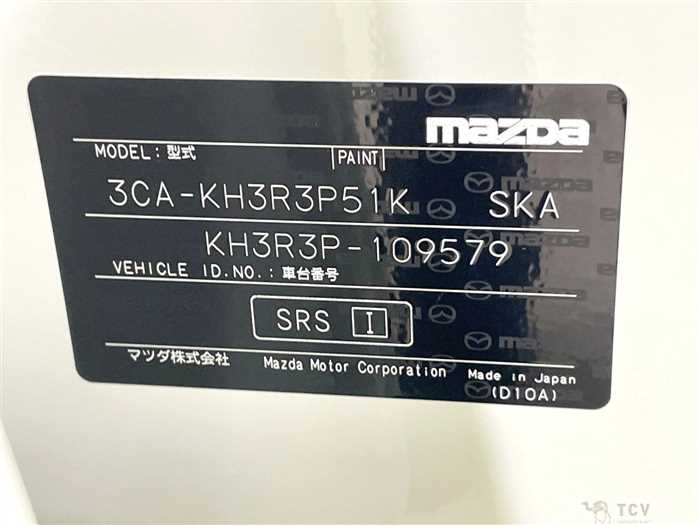 mazda
MODEL: 型式 PAINT
3CA-KH3R3P51K SKA
KH3R3P-109579
VEHICLE ID.NO.: 車台番号
SRS I
マツダ株式会社 Mazda Motor Corporation Made in Japan
(D10A)
TCV